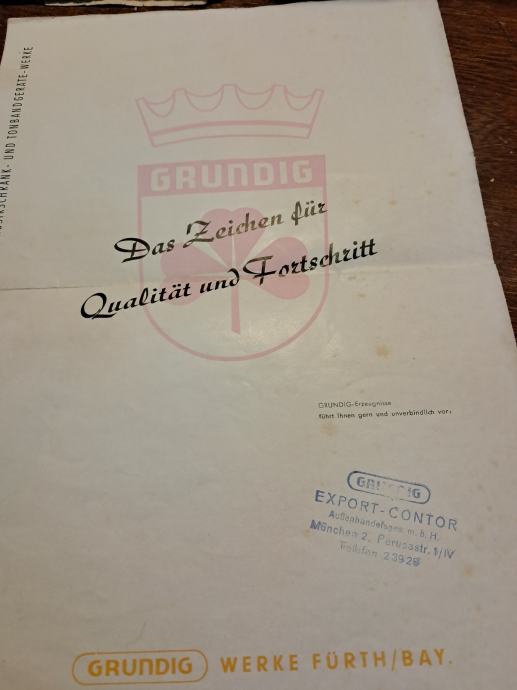 SCHRANK- UND TONBANDGERÄTE-WERKE
GRUNDIG
Das Zeichen für
Qualität und Fortschritt
GRUNDIG-Erzeugnisse
führt Ihnen gern und unverbindlich vor:
GRUNDIG
EXPORT-CONTOR
Außenhandelsges. m. b. H.
München 2, Perusastr. 1/IV
Telefon 23926
GRUNDIG WERKE FÜRTH/BAY.